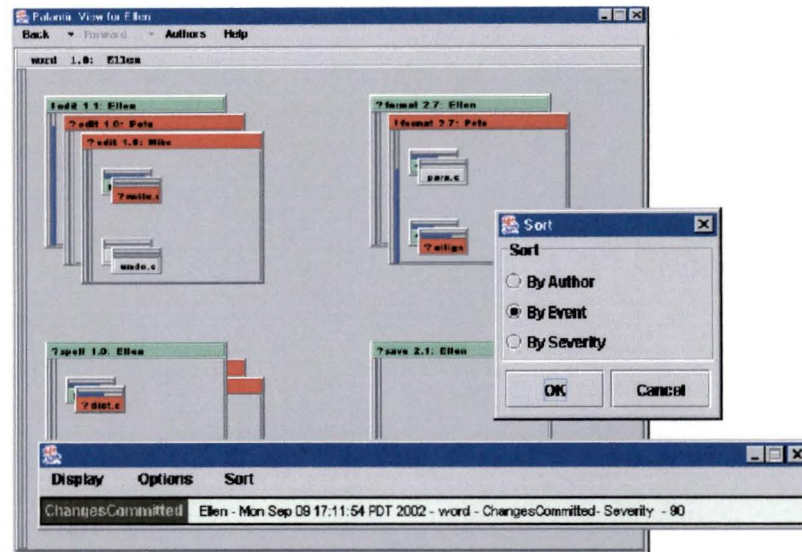 Palantir View for Ellen
Back Forward Authors Help
word 1.0: Ellen
! edit 1.1: Ellen
? edit 1.0: Pete
? edit 1.0: Mike
undo.c
? format 2.7: Ellen
! format 2.7: Pete
para.c
Sort
Sort
By Author
By Event
By Severity
OK Cancel
? spell 1.0: Ellen
? dict.c
? save 2.1: Ellen
Display Options Sort
ChangesCommitted Ellen - Mon Sep 09 17:11:54 PDT 2002 - word - ChangesCommitted- Severity - 90